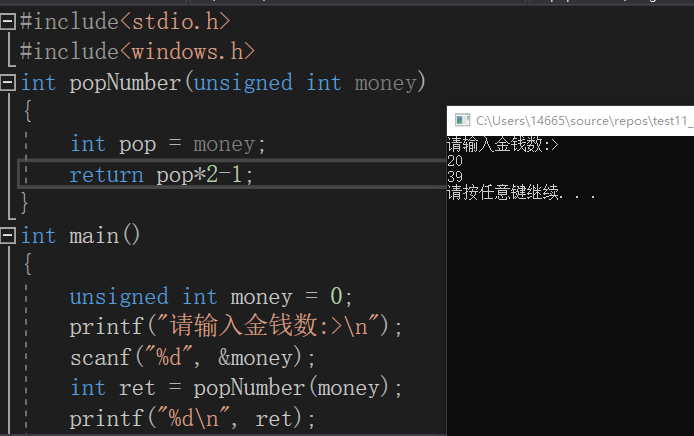 #include<stdio.h>
#include<windows.h>
int popNumber(unsigned int money)
{
int pop = money;
return pop*2-1;
}
int main()
{
unsigned int money = 0;
printf("请输入金钱数:>\n");
scanf("%d", &money);
int ret = popNumber(money);
printf("%d\n", ret);
C:\Users\14665\source\repos\test11_
请输入金钱数:>
20
39
请按任意键继续. . .